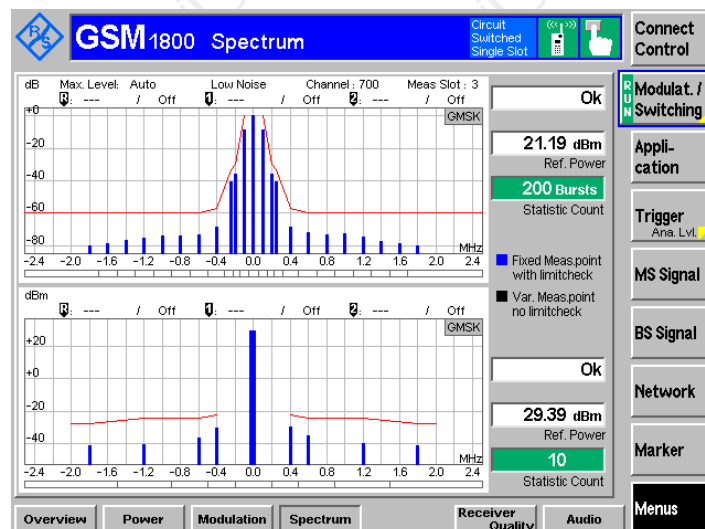 R&S
GSM 1800 Spectrum
Circuit Switched Single Slot
Connect Control
dB Max. Level: Auto Low Noise Channel : 700 Meas Slot : 3
R: --- / Off 1: --- / Off 2: --- / Off
GMSK
+0
-20
-40
-60
-80
MHz
-2.4 -2.0 -1.6 -1.2 -0.8 -0.4 0.0 0.4 0.8 1.2 1.6 2.0 2.4
Ok
21.19 dBm
Ref. Power
200 Bursts
Statistic Count
Fixed Meas.point
with limitcheck
Var. Meas.point
no limitcheck
dBm
R: --- / Off 1: --- / Off 2: --- / Off
GMSK
+20
+0
-20
-40
MHz
-2.4 -2.0 -1.6 -1.2 -0.8 -0.4 0.0 0.4 0.8 1.2 1.6 2.0 2.4
Ok
29.39 dBm
Ref. Power
10
Statistic Count
RUN
Modulat. /
Switching
Appli-
cation
Trigger
Ana. Lvl.
MS Signal
BS Signal
Network
Marker
Menus
Overview Power Modulation Spectrum Receiver Quality Audio